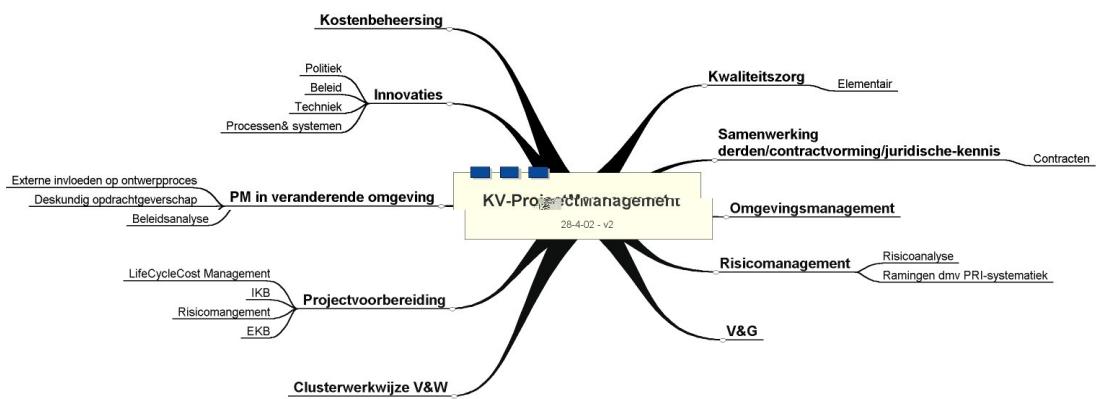 Kostenbeheersing
Politiek
Beleid
Techniek
Processen& systemen
Innovaties
Externe invloeden op ontwerpproces
Deskundig opdrachtgeverschap
Beleidsanalyse
PM in veranderende omgeving
LifeCycleCost Management
IKB
Risicomangement
EKB
Projectvoorbereiding
Clusterwerkwijze V&W
KV-ProjectManagement
28-4-02 - v2
Kwaliteitszorg
Elementair
Samenwerking
derden/contractvorming/juridische-kennis
Contracten
Omgevingsmanagement
Risicomanagement
Risicoanalyse
Ramingen dmv PRI-systematiek
V&G